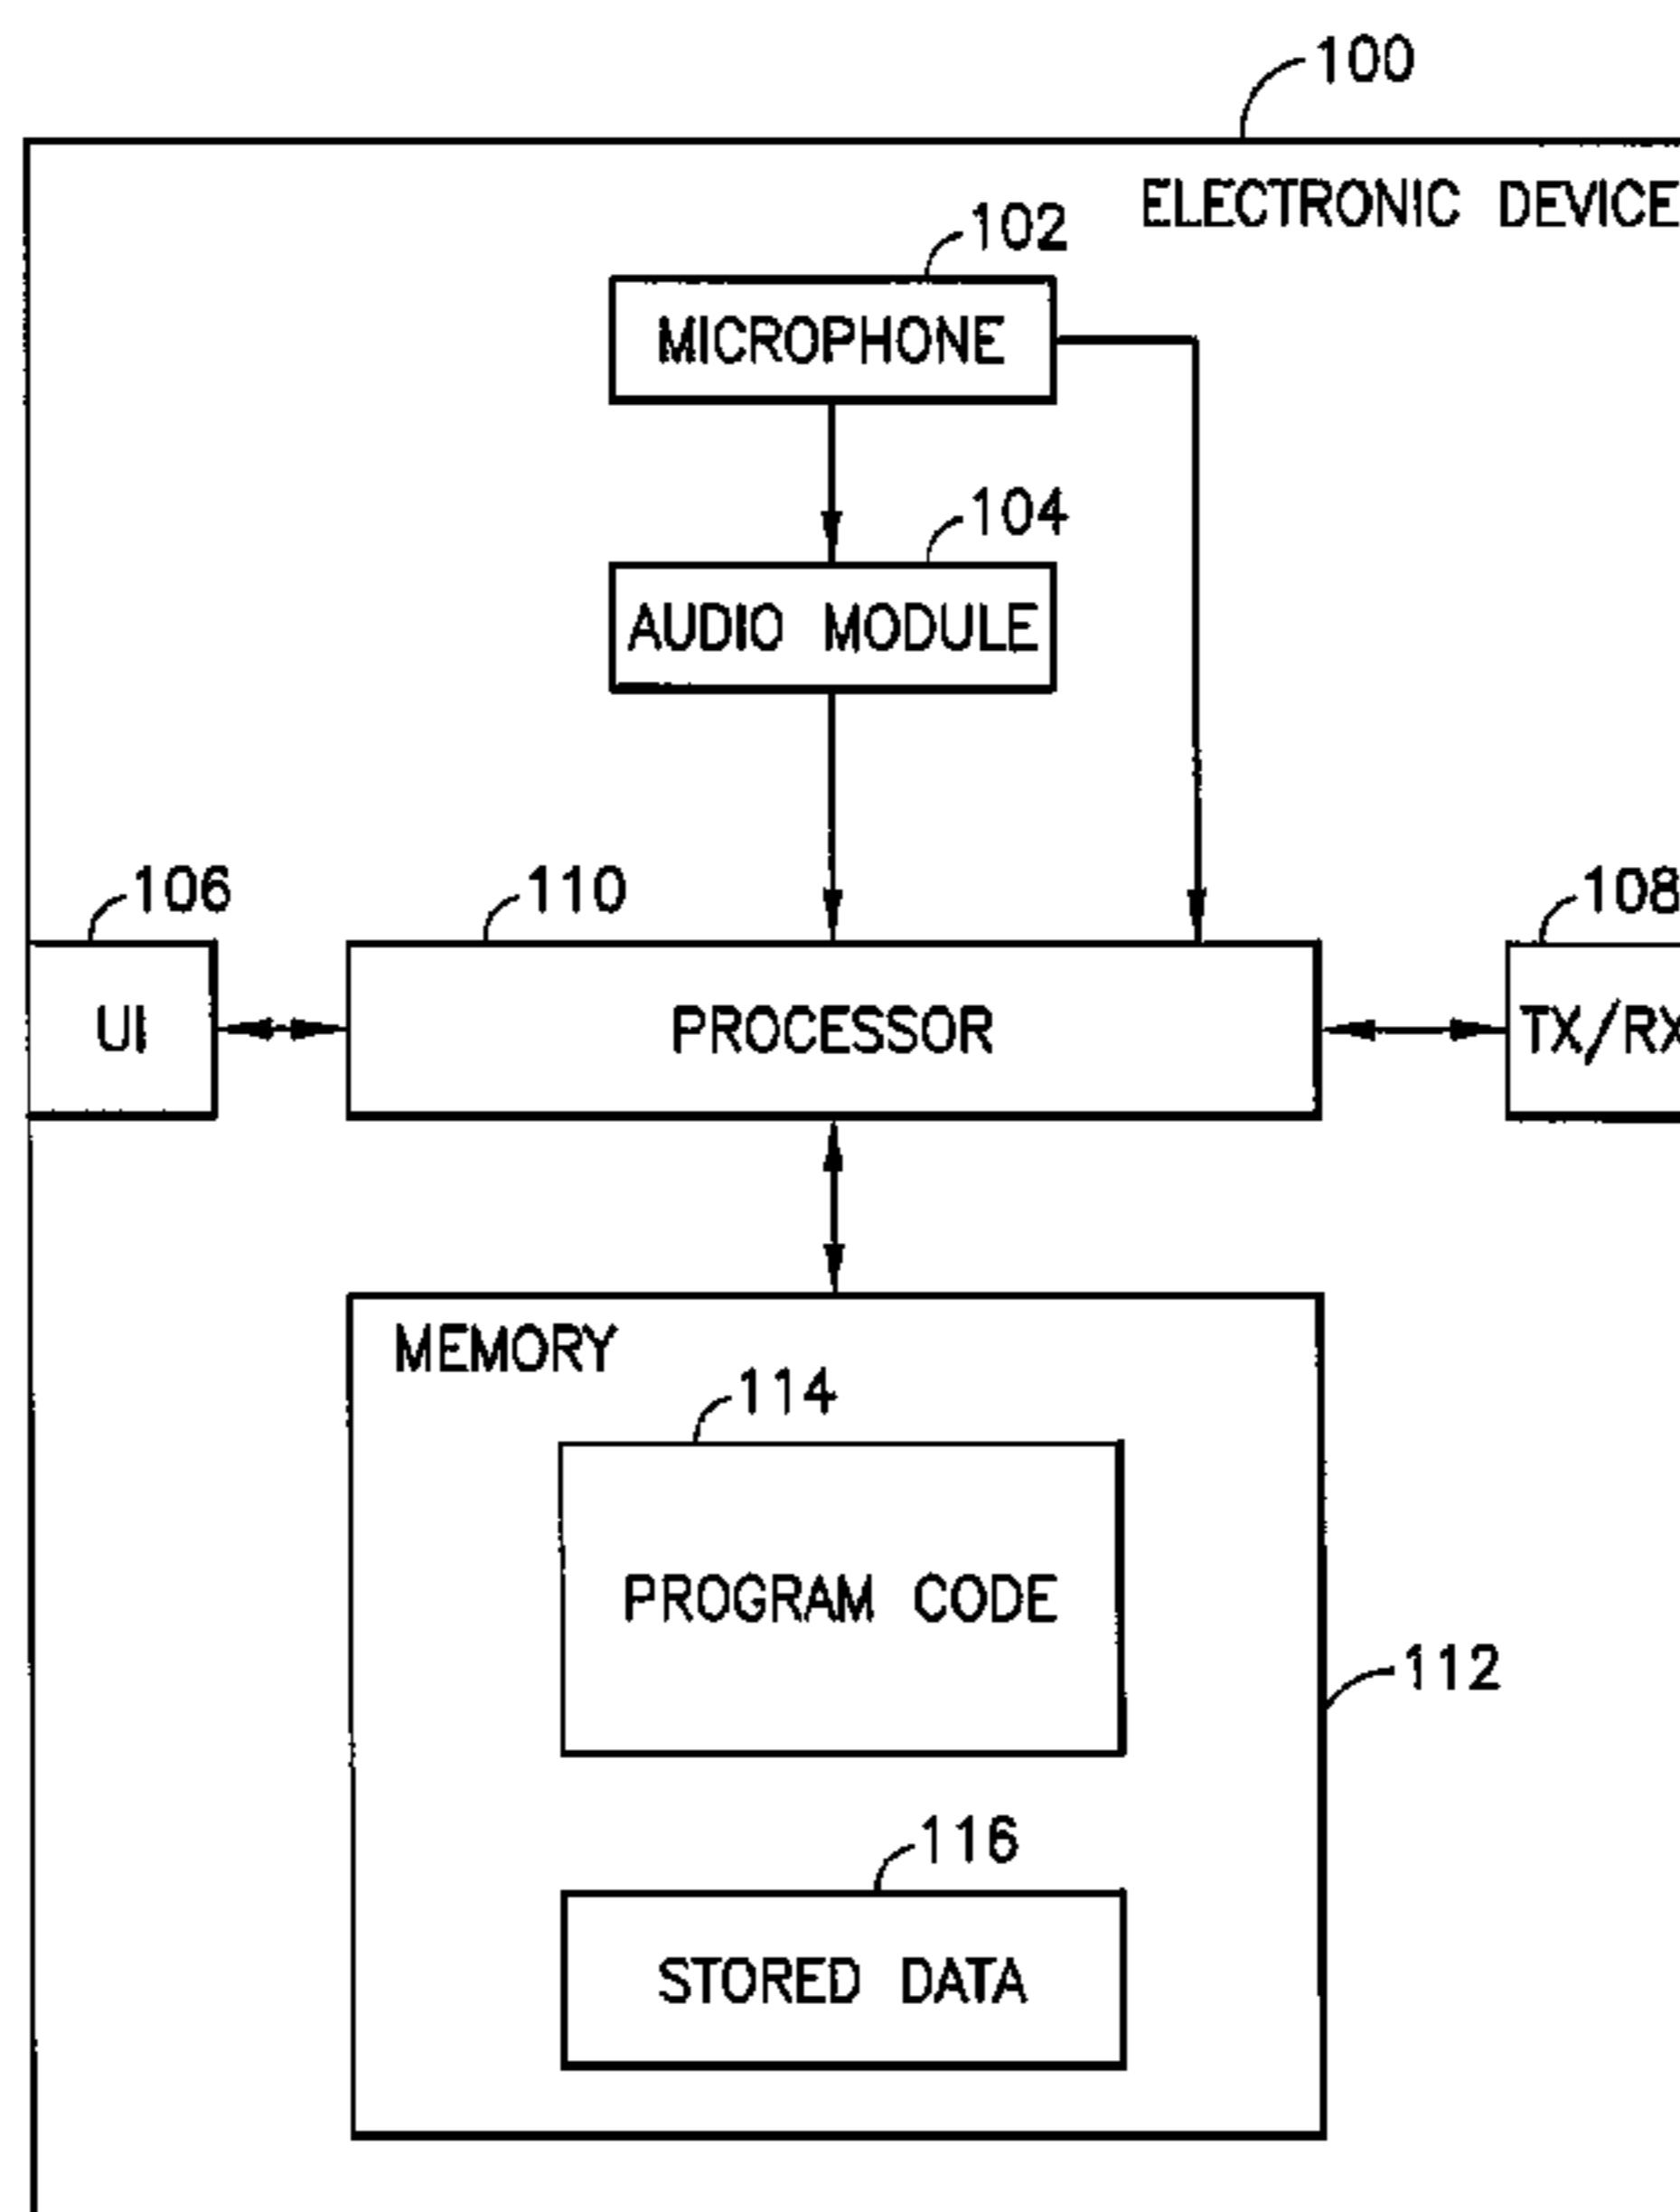 100
ELECTRONIC DEVICE
102
MICROPHONE
104
AUDIO MODULE
106
110
108
UI
PROCESSOR
TX/RX
MEMORY
114
PROGRAM CODE
112
116
STORED DATA